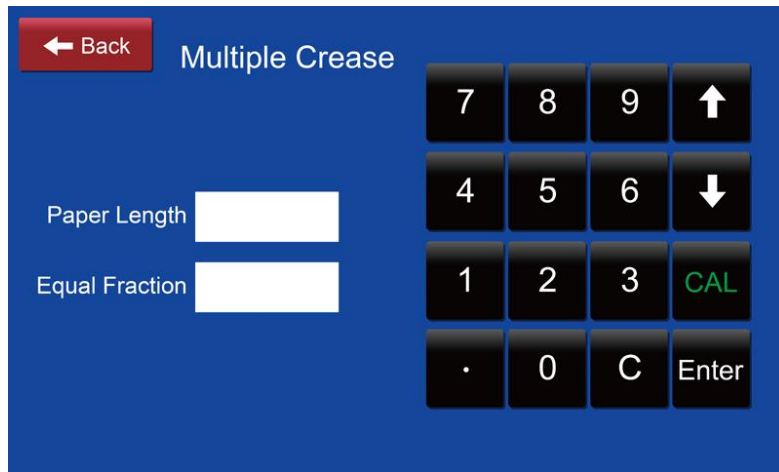 Back
Multiple Crease
7 8 9
4 5 6
Paper Length
1 2 3 CAL
Equal Fraction
. 0 C Enter